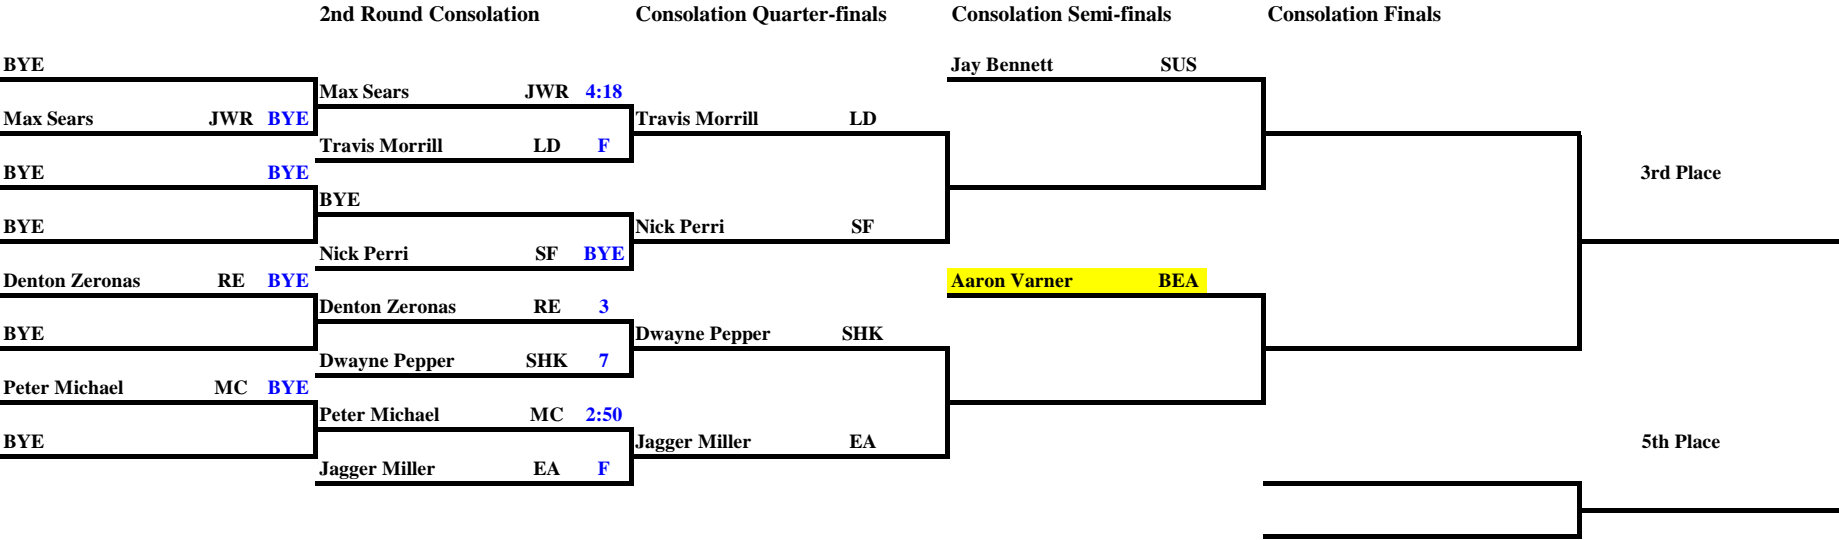 2nd Round Consolation Consolation Quarter-finals Consolation Semi-finals Consolation Finals
BYE Jay Bennett SUS
Max Sears JWR 4:18
Max Sears JWR BYE Travis Morrill LD
Travis Morrill LD F
BYE BYE 3rd Place
BYE
BYE Nick Perri SF
Nick Perri SF BYE
Denton Zeronas RE BYE Aaron Varner BEA
Denton Zeronas RE 3
BYE Dwayne Pepper SHK
Dwayne Pepper SHK 7
Peter Michael MC BYE
Peter Michael MC 2:50
BYE Jagger Miller EA 5th Place
Jagger Miller EA F